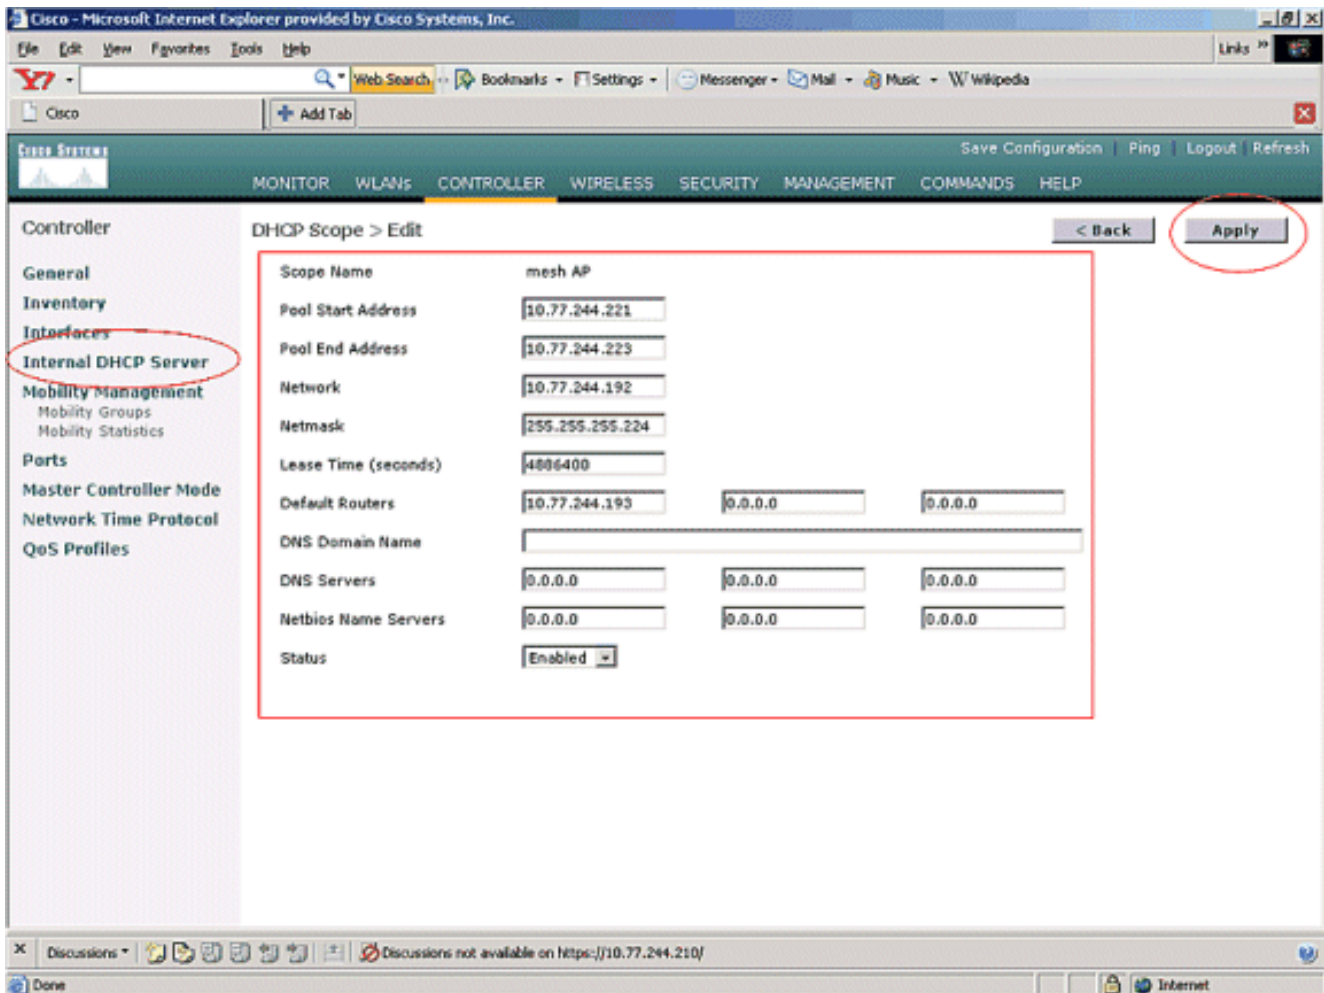 Cisco - Microsoft Internet Explorer provided by Cisco Systems, Inc.
File Edit View Favorites Tools Help Links »
Y! Web Search Bookmarks Settings Messenger Mail Music W Wikipedia
Cisco Add Tab
CISCO SYSTEMS
Save Configuration | Ping | Logout | Refresh
MONITOR WLANs CONTROLLER WIRELESS SECURITY MANAGEMENT COMMANDS HELP
Controller
General
Inventory
Interfaces
Internal DHCP Server
Mobility Management
Mobility Groups
Mobility Statistics
Ports
Master Controller Mode
Network Time Protocol
QoS Profiles
DHCP Scope > Edit < Back Apply
Scope Name mesh AP
Pool Start Address 10.77.244.221
Pool End Address 10.77.244.223
Network 10.77.244.192
Netmask 255.255.255.224
Lease Time (seconds) 4886400
Default Routers 10.77.244.193 0.0.0.0 0.0.0.0
DNS Domain Name
DNS Servers 0.0.0.0 0.0.0.0 0.0.0.0
Netbios Name Servers 0.0.0.0 0.0.0.0 0.0.0.0
Status Enabled
Discussions Discussions not available on https://10.77.244.210/
Done Internet